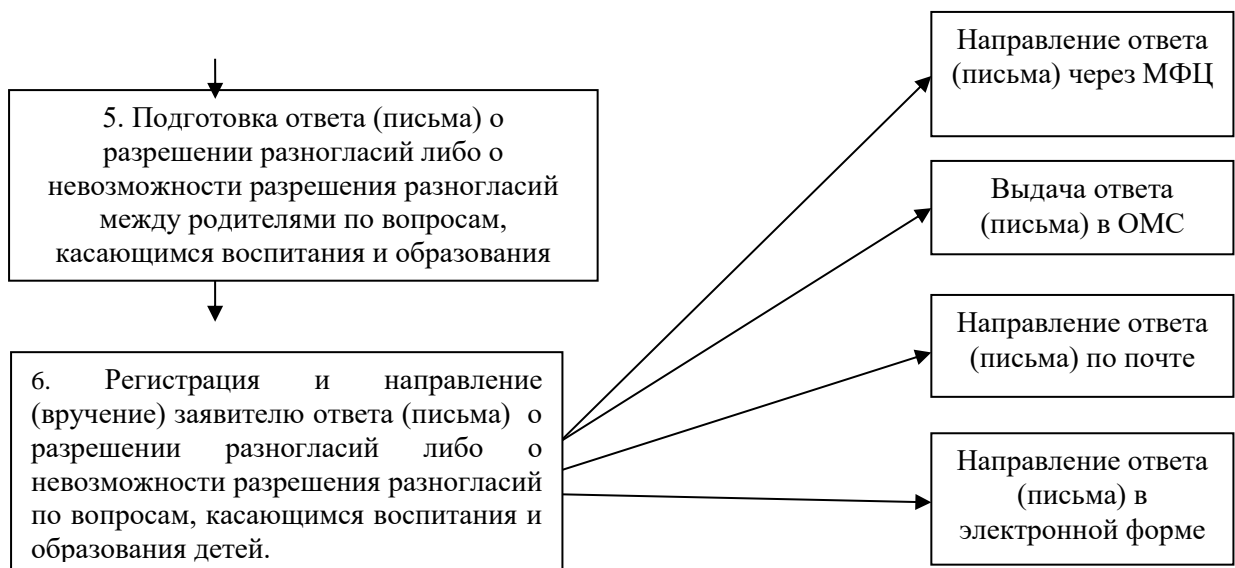 5. Подготовка ответа (письма) о
разрешении разногласий либо о
невозможности разрешения разногласий
между родителями по вопросам,
касающимся воспитания и образования
6. Регистрация и направление
(вручение) заявителю ответа (письма) о
разрешении разногласий либо о
невозможности разрешения разногласий
по вопросам, касающимся воспитания и
образования детей.
Направление ответа
(письма) через МФЦ
Выдача ответа
(письма) в ОМС
Направление ответа
(письма) по почте
Направление ответа
(письма) в
электронной форме